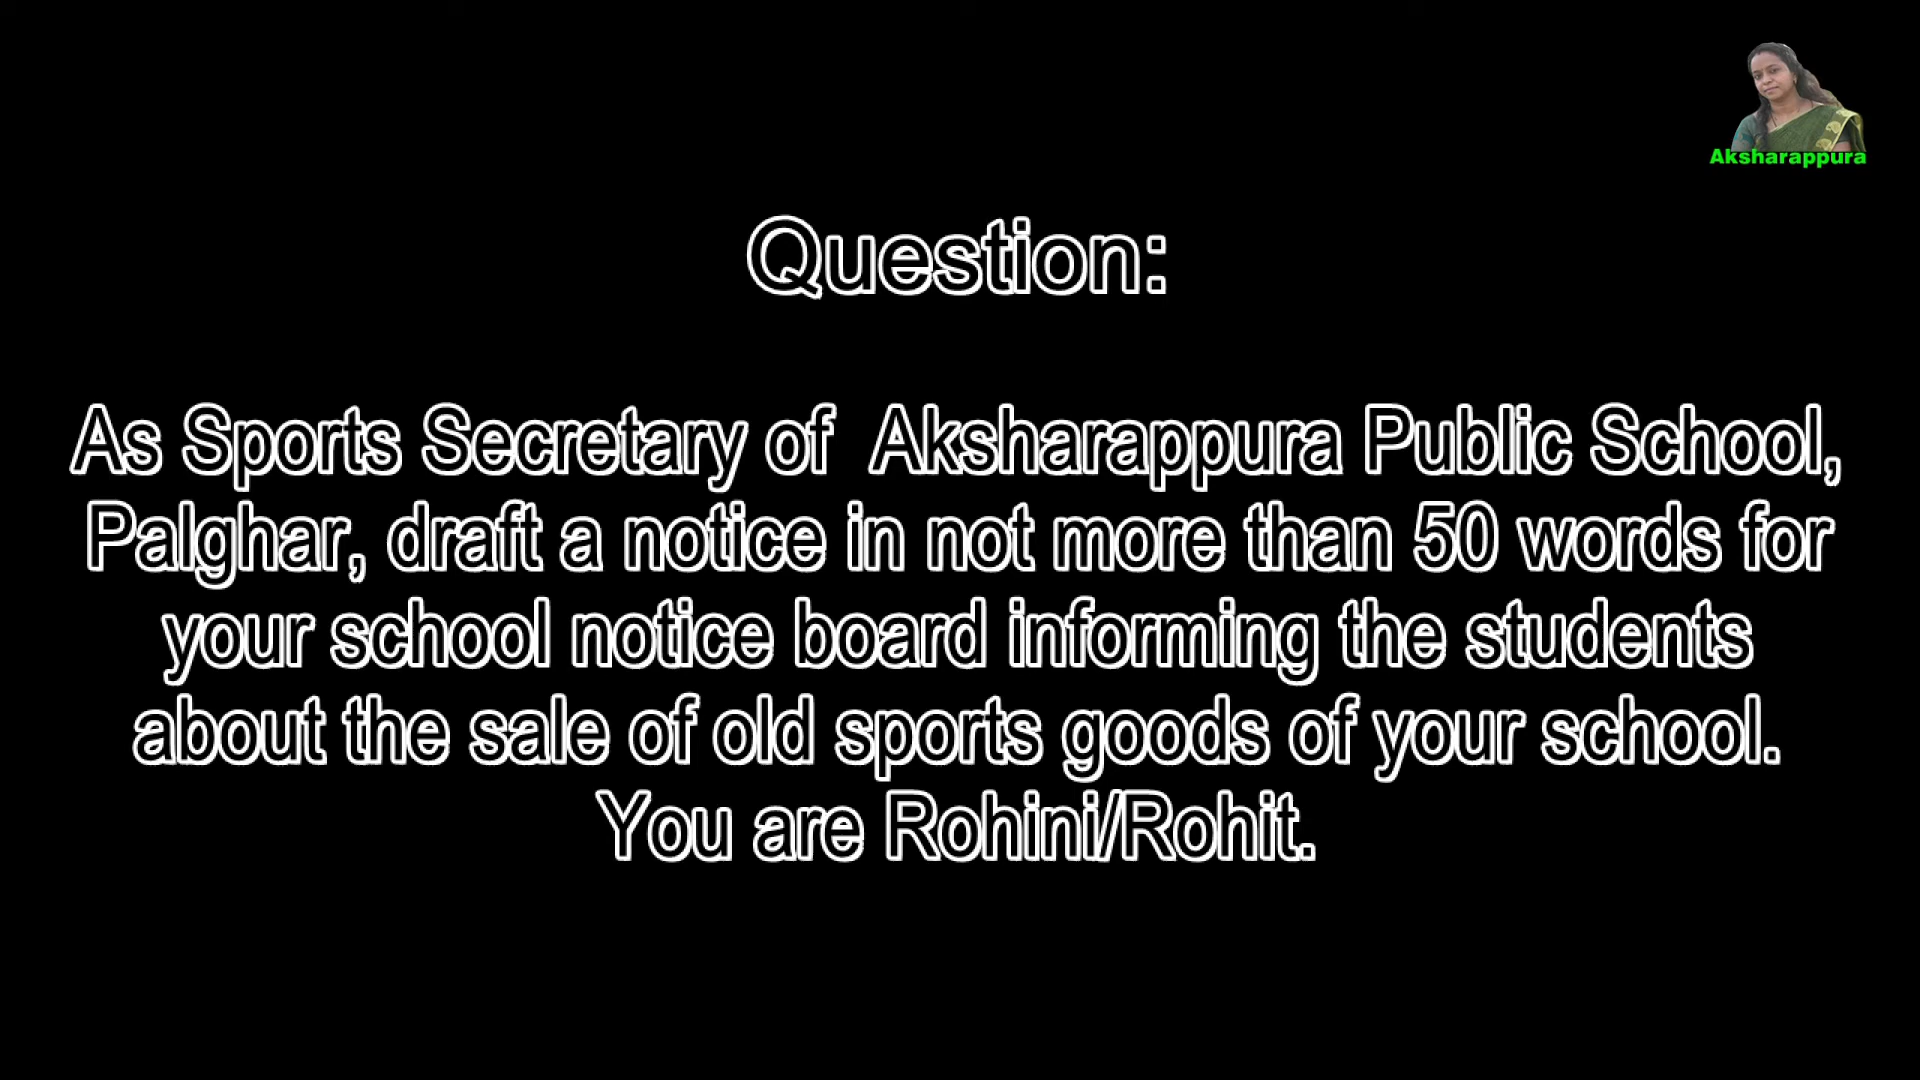 Aksharappura
Question:
As Sports Secretary of Aksharappura Public School,
Palghar, draft a notice in not more than 50 words for
your school notice board informing the students
about the sale of old sports goods of your school.
You are Rohini/Rohit.